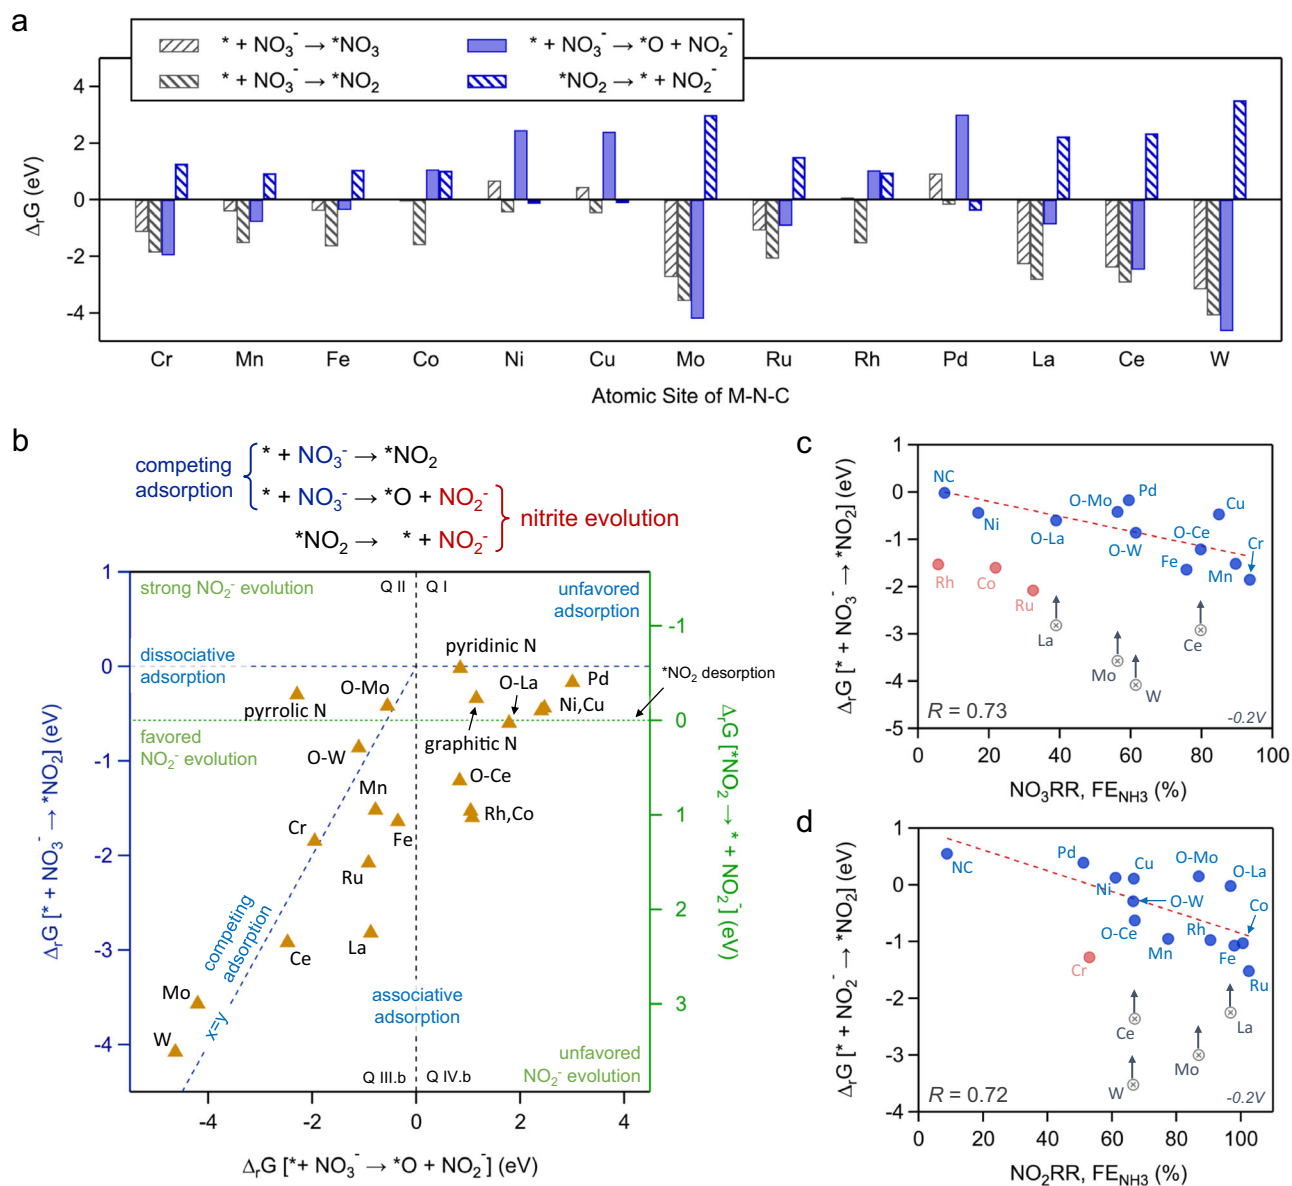 a
* + NO₃⁻ → *NO₃
* + NO₃⁻ → *O + NO₂⁻
* + NO₃⁻ → *NO₂
*NO₂ → * + NO₂⁻
ΔᵣG (eV)
4
2
0
-2
-4
Cr Mn Fe Co Ni Cu Mo Ru Rh Pd La Ce W
Atomic Site of M-N-C
b
competing adsorption
* + NO₃⁻ → *NO₂
* + NO₃⁻ → *O + NO₂⁻
*NO₂ → * + NO₂⁻
nitrite evolution
1
0
-1
-2
-3
-4
ΔᵣG [* + NO₃⁻ → *NO₂] (eV)
strong NO₂⁻ evolution
Q II
Q I
unfavored
adsorption
dissociative
adsorption
pyridinic N
pyrrolic N
O-Mo
O-La
Pd
Ni,Cu
*NO₂ desorption
graphitic N
favored
NO₂⁻ evolution
O-W
O-Ce
Mn
Rh,Co
Cr
Fe
Ru
La
Ce
competing
adsorption
Mo
x=y
W
associative
adsorption
unfavored
NO₂⁻ evolution
Q III.b
Q IV.b
-1
0
1
2
3
ΔᵣG [*NO₂ → * + NO₂⁻] (eV)
-4 -2 0 2 4
ΔᵣG [*+ NO₃⁻ → *O + NO₂⁻] (eV)
c
ΔᵣG [* + NO₃⁻ → *NO₂] (eV)
1
0
-1
-2
-3
-4
-5
NC
Ni
O-La
O-Mo
Pd
O-W
Cu
O-Ce
Cr
Fe
Mn
Rh
Co
Ru
La
Mo
W
Ce
R = 0.73
-0.2V
0 20 40 60 80 100
NO₃RR, FE_NH3 (%)
d
ΔᵣG [* + NO₂⁻ → *NO₂] (eV)
1
0
-1
-2
-3
-4
NC
Pd
Ni
Cu
O-Mo
O-La
O-W
O-Ce
Co
Rh
Mn
Fe
Ru
Cr
Ce
La
Mo
W
R = 0.72
-0.2V
0 20 40 60 80 100
NO₂RR, FE_NH3 (%)